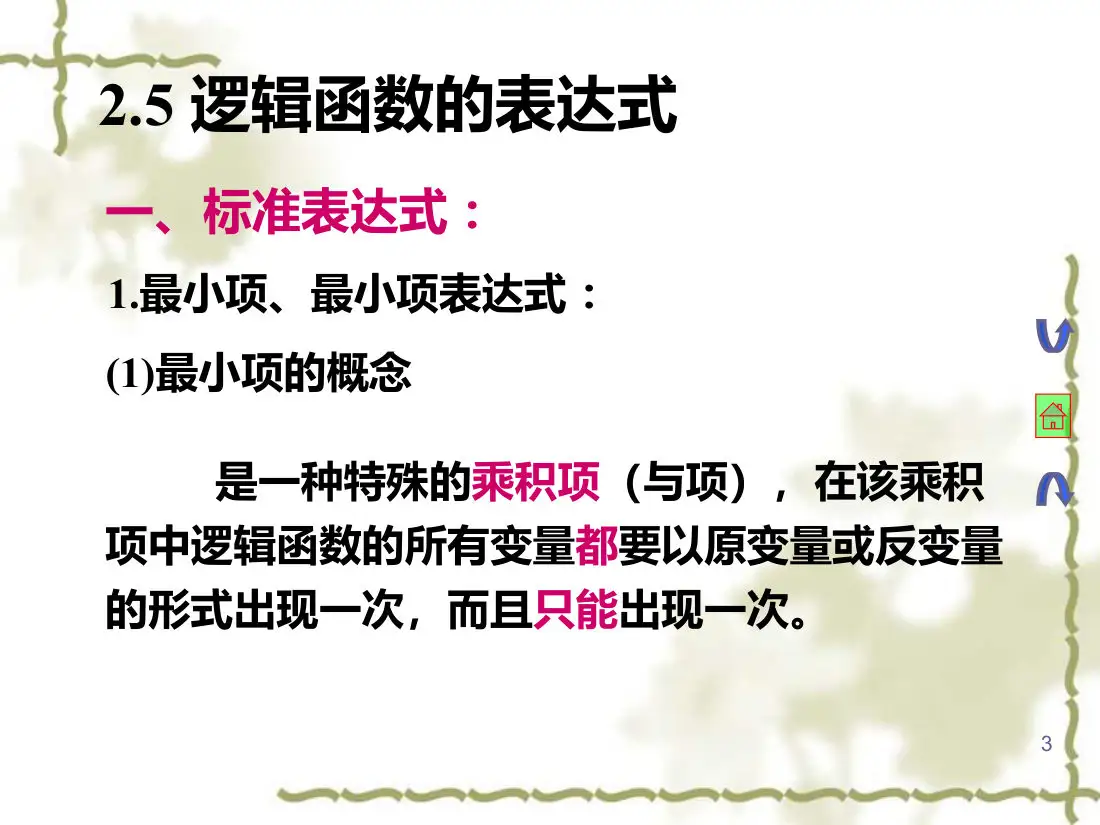 2.5 逻辑函数的表达式
一、标准表达式：
1.最小项、最小项表达式：
(1)最小项的概念
是一种特殊的乘积项（与项），在该乘积
项中逻辑函数的所有变量都要以原变量或反变量
的形式出现一次，而且只能出现一次。
3